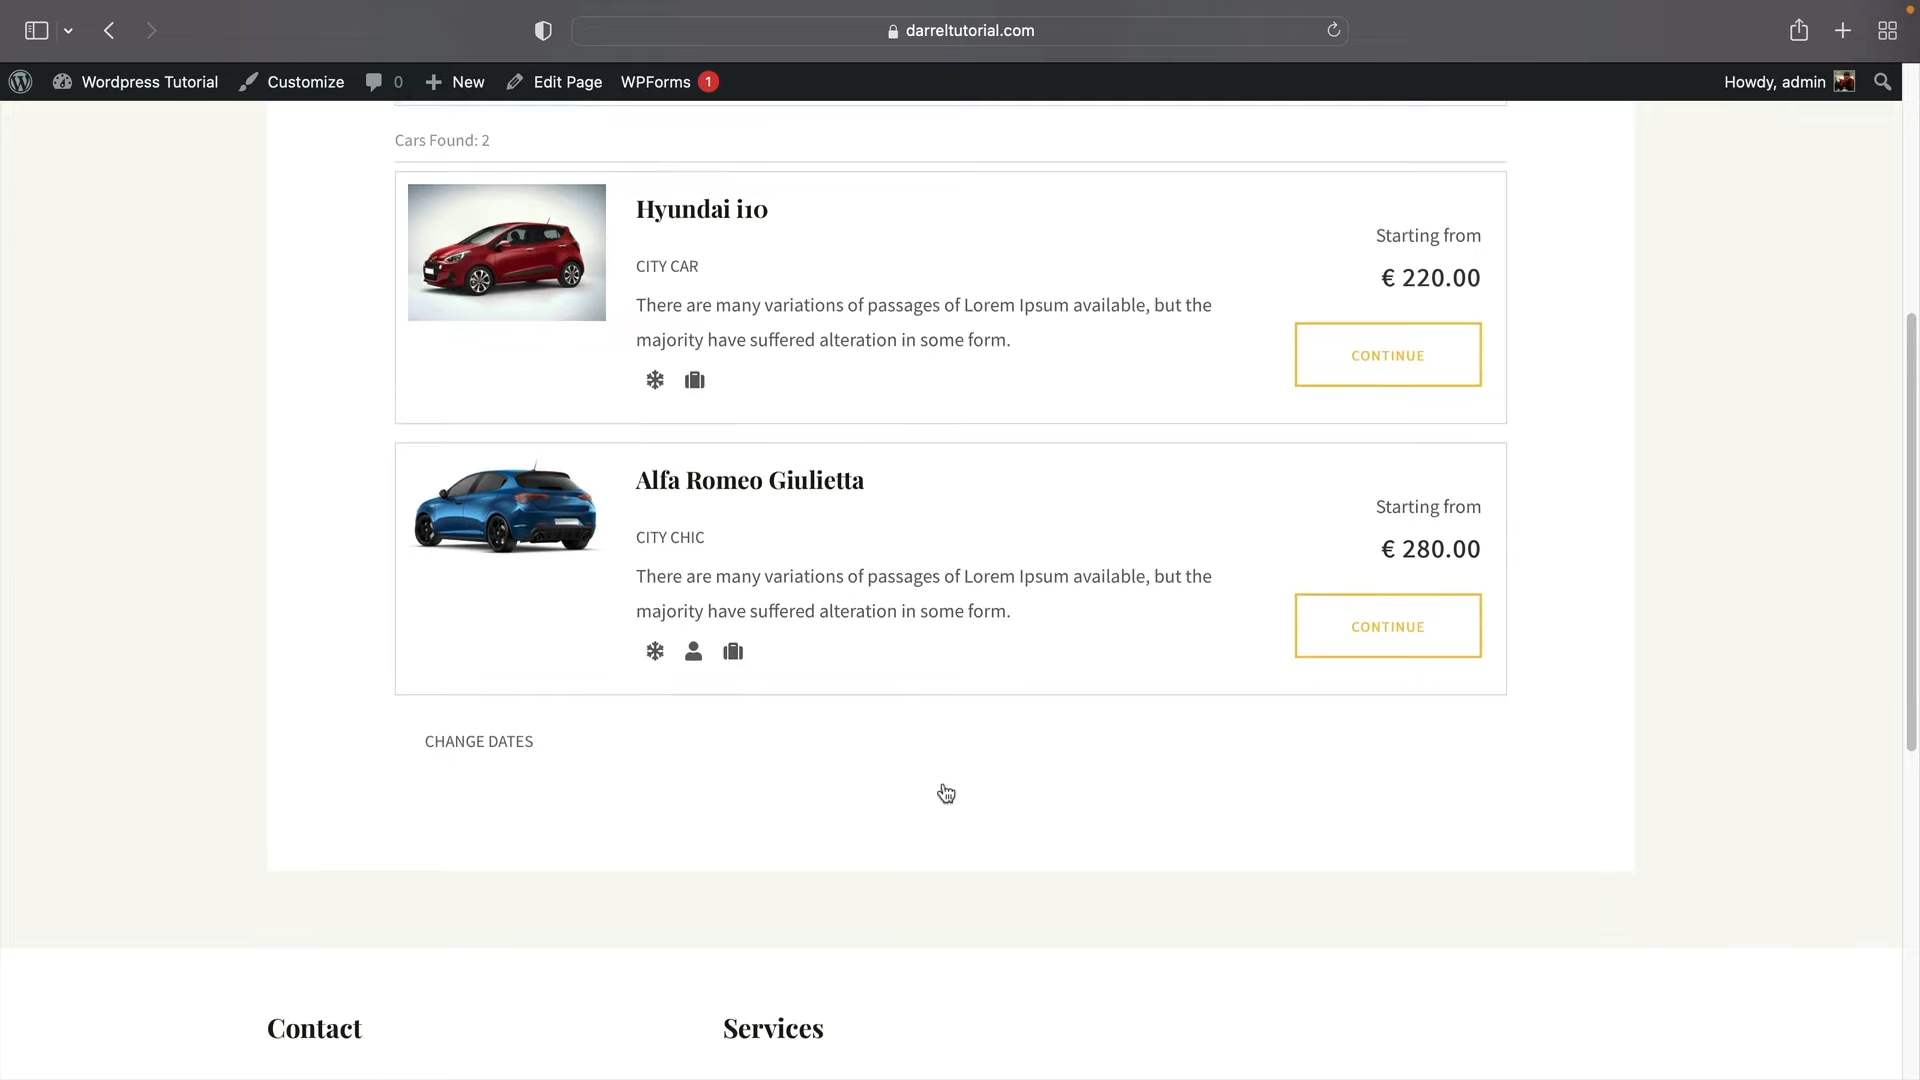 darreltutorial.com
Wordpress Tutorial Customize 0 New Edit Page WPForms 1 Howdy, admin
Cars Found: 2
Hyundai i10
CITY CAR
There are many variations of passages of Lorem Ipsum available, but the
majority have suffered alteration in some form.
Starting from
€ 220.00
CONTINUE
Alfa Romeo Giulietta
CITY CHIC
There are many variations of passages of Lorem Ipsum available, but the
majority have suffered alteration in some form.
Starting from
€ 280.00
CONTINUE
CHANGE DATES
Contact
Services